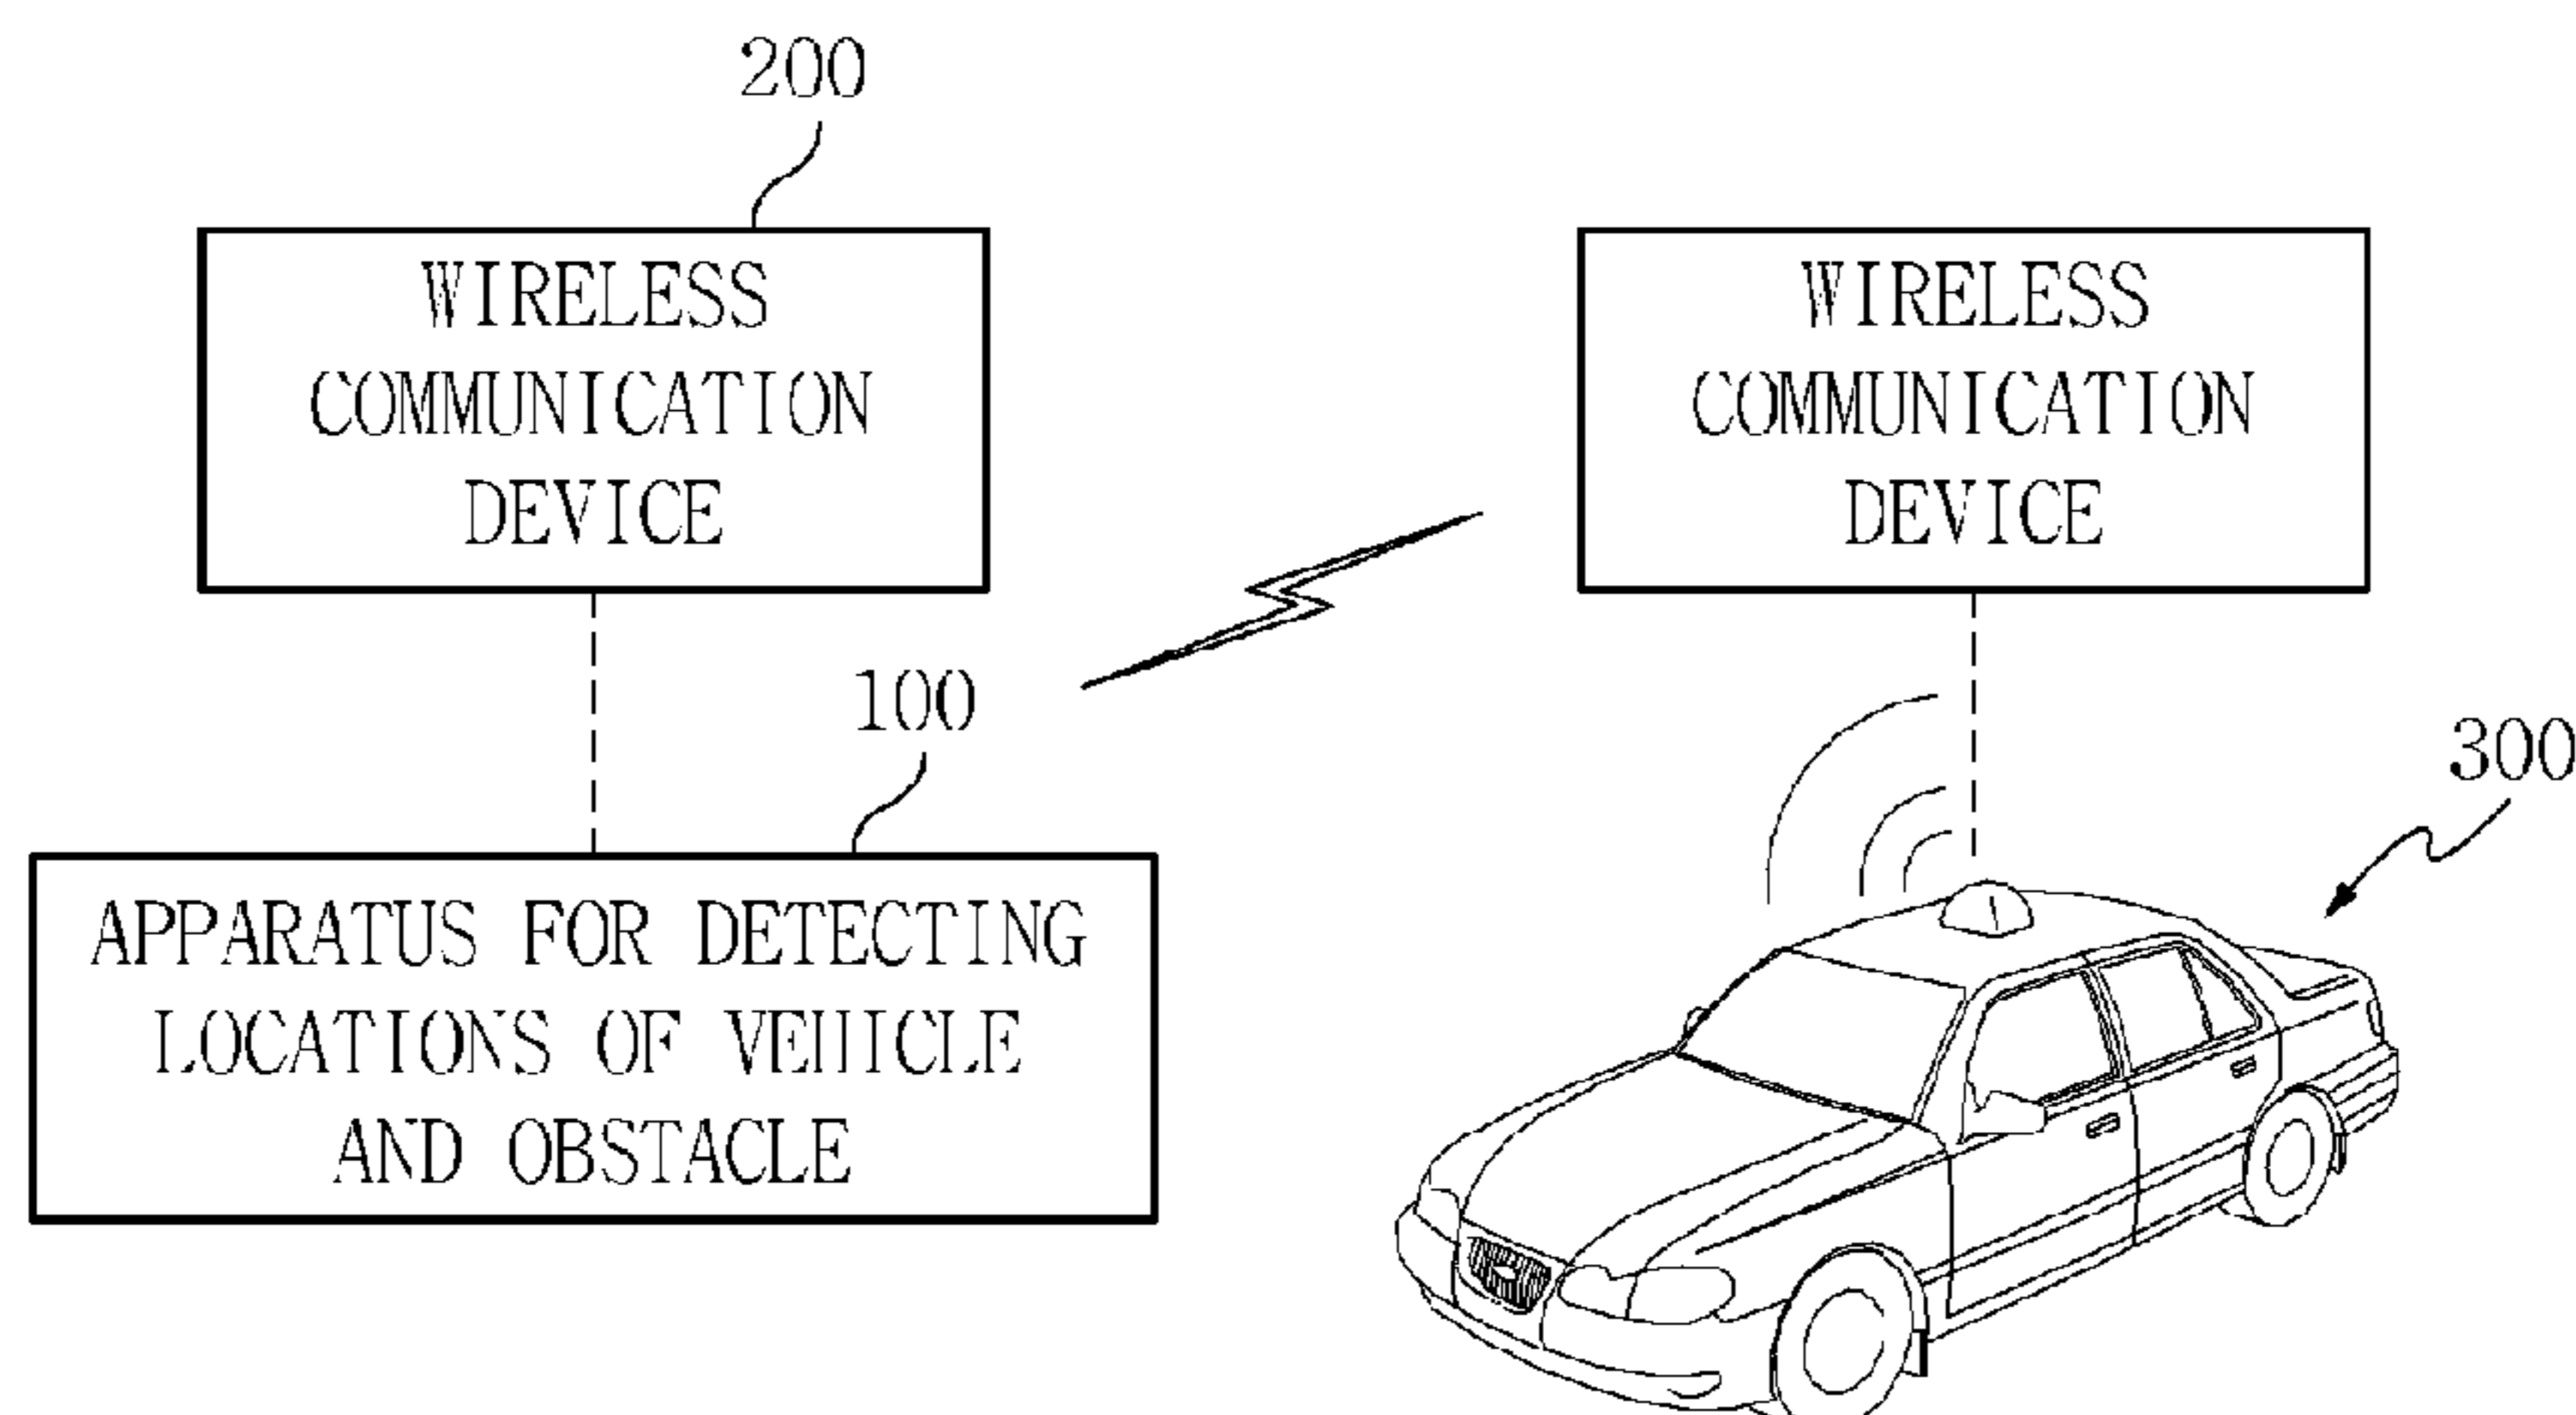 200
WIRELESS
COMMUNICATION
DEVICE
WIRELESS
COMMUNICATION
DEVICE
100
300
APPARATUS FOR DETECTING
LOCATIONS OF VEHICLE
AND OBSTACLE